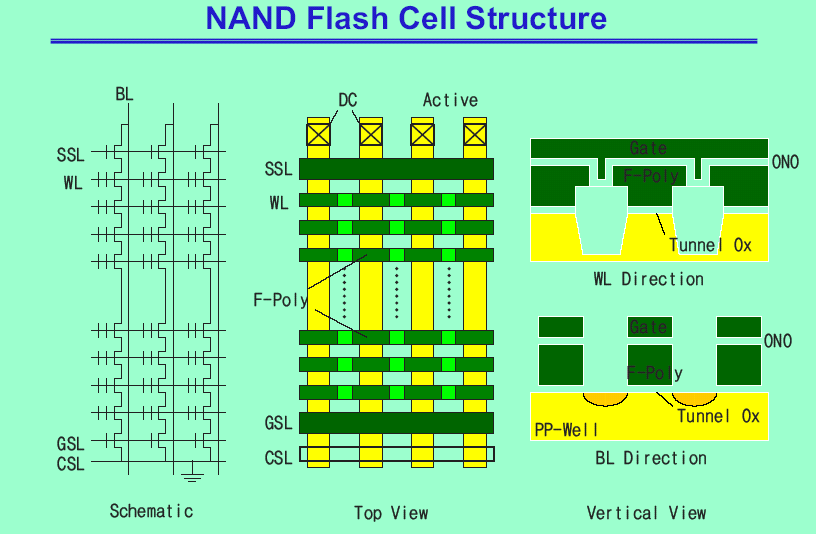 NAND Flash Cell Structure
BL
SSL
WL
GSL
CSL
Schematic
DC
Active
SSL
WL
F-Poly
GSL
CSL
Top View
Gate
ONO
F-Poly
Tunnel Ox
WL Direction
Gate
ONO
F-Poly
Tunnel Ox
PP-Well
BL Direction
Vertical View